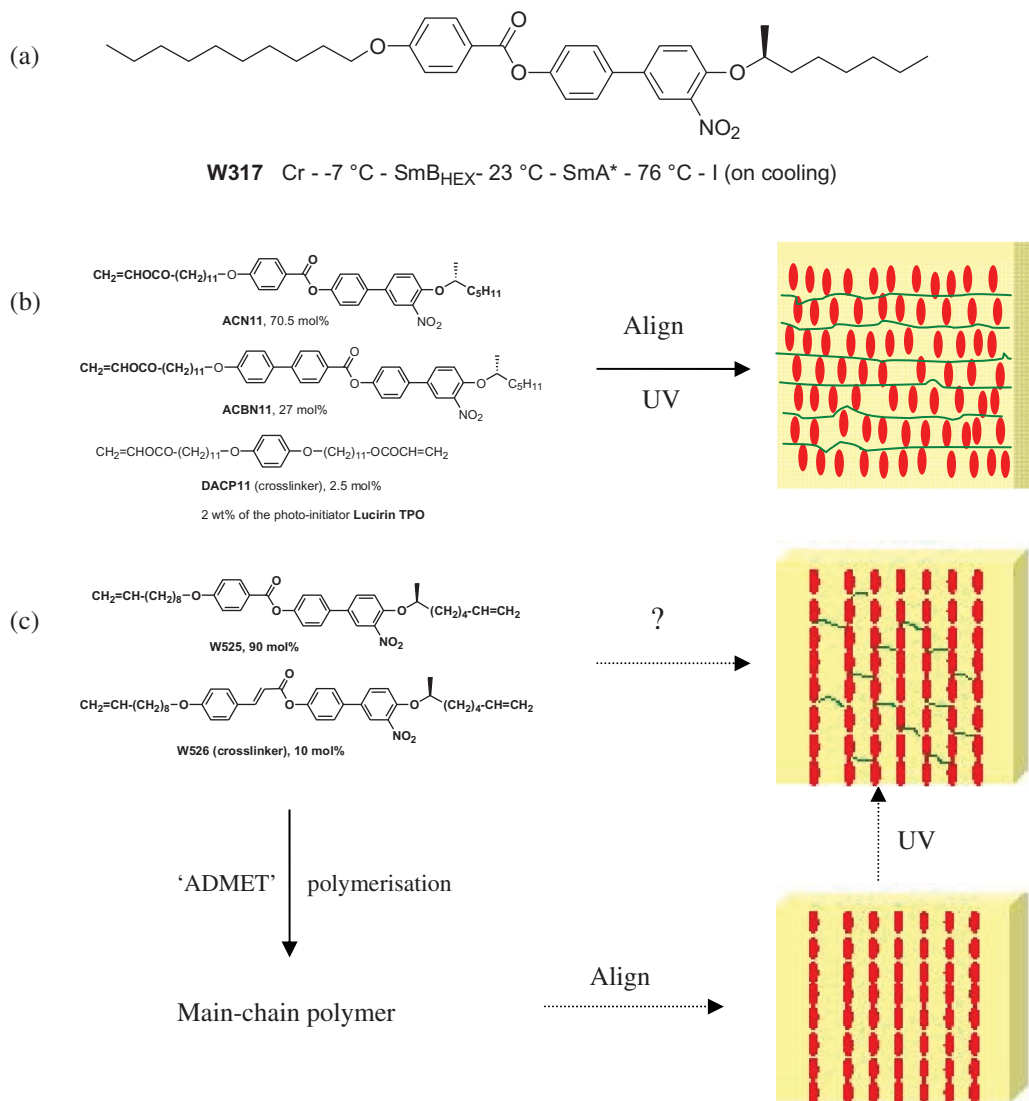 (a)
O
O
O
O
NO2
W317 Cr - -7 °C - SmBHEX- 23 °C - SmA* - 76 °C - I (on cooling)
(b)
CH2=CHOCO-(CH2)11-O
O
O
O
C5H11
NO2
ACN11, 70.5 mol%
CH2=CHOCO-(CH2)11-O
O
O
O
C5H11
NO2
ACBN11, 27 mol%
CH2=CHOCO-(CH2)11-O
O-(CH2)11-OCOCH=CH2
DACP11 (crosslinker), 2.5 mol%
2 wt% of the photo-initiator Lucirin TPO
Align
UV
(c)
CH2=CH-(CH2)8-O
O
O
O
(CH2)4-CH=CH2
NO2
W525, 90 mol%
CH2=CH-(CH2)8-O
O
O
O
(CH2)4-CH=CH2
NO2
W526 (crosslinker), 10 mol%
?
UV
'ADMET' polymerisation
Main-chain polymer
Align